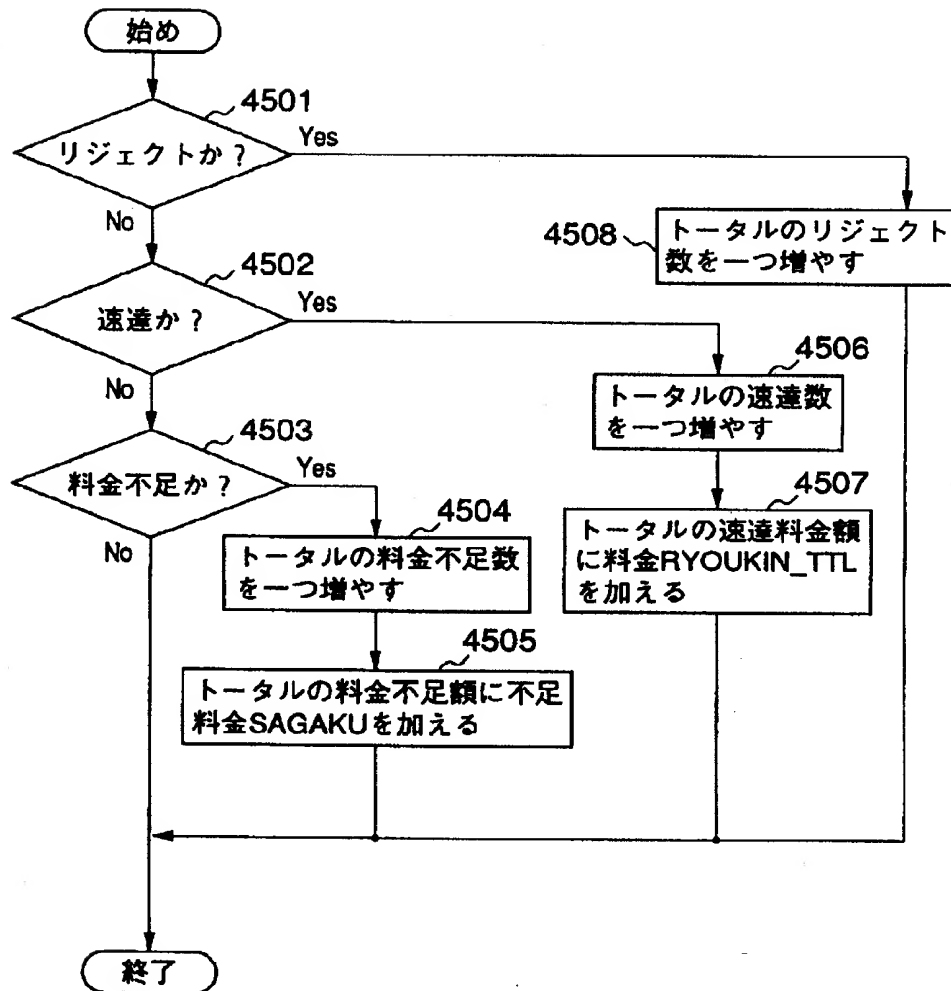 始め
4501
リジェクトか?
Yes
No
4508
トータルのリジェクト
数を一つ増やす
4502
速達か?
Yes
No
4506
トータルの速達数
を一つ増やす
4503
料金不足か?
Yes
No
4507
トータルの速達料金額
に料金RYOUKIN_TTL
を加える
4504
トータルの料金不足数
を一つ増やす
4505
トータルの料金不足額に不足
料金SAGAKUを加える
終了